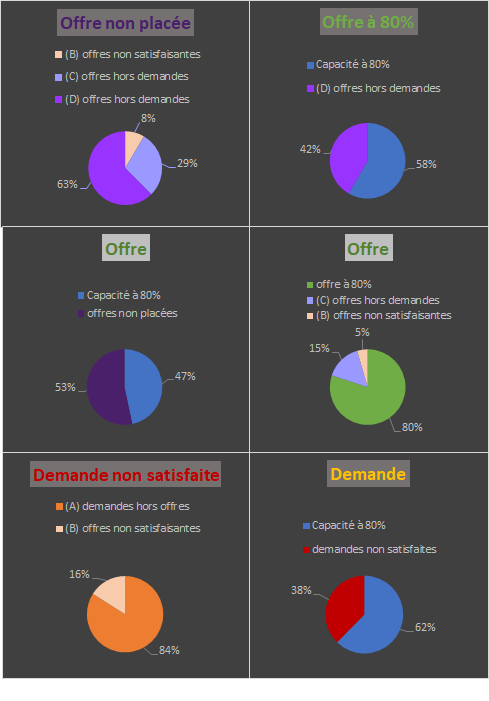 Offre non placée
(B) offres non satisfaisantes
(C) offres hors demandes
(D) offres hors demandes
8%
29%
63%
Offre à 80%
Capacité à 80%
(D) offres hors demandes
42%
58%
Offre
Capacité à 80%
offres non placées
53%
47%
Offre
offre à 80%
(C) offres hors demandes
(B) offres non satisfaisantes
5%
15%
80%
Demande non satisfaite
(A) demandes hors offres
(B) offres non satisfaisantes
16%
84%
Demande
Capacité à 80%
demandes non satisfaites
38%
62%